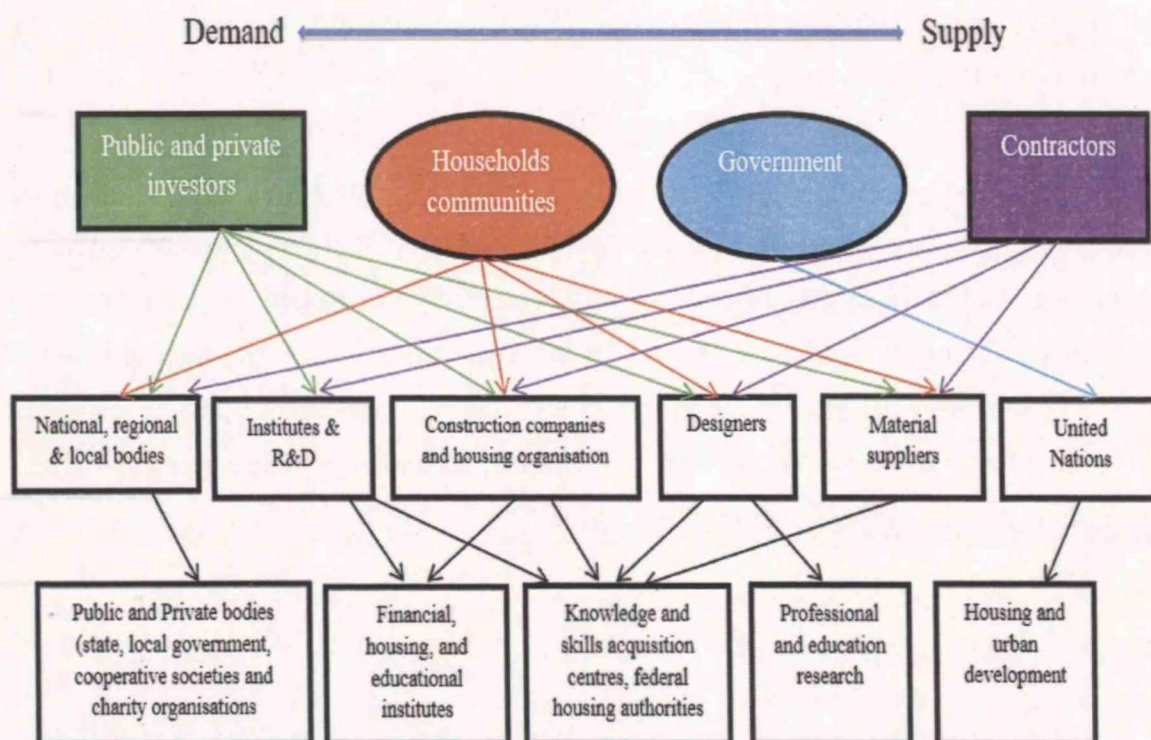 Demand
Supply
Public and private
investors
Households
communities
Government
Contractors
National, regional
& local bodies
Institutes &
R&D
Construction companies
and housing organisation
Designers
Material
suppliers
United
Nations
Public and Private bodies
(state, local government,
cooperative societies and
charity organisations
Financial,
housing, and
educational
institutes
Knowledge and
skills acquisition
centres, federal
housing authorities
Professional
and education
research
Housing and
urban
development